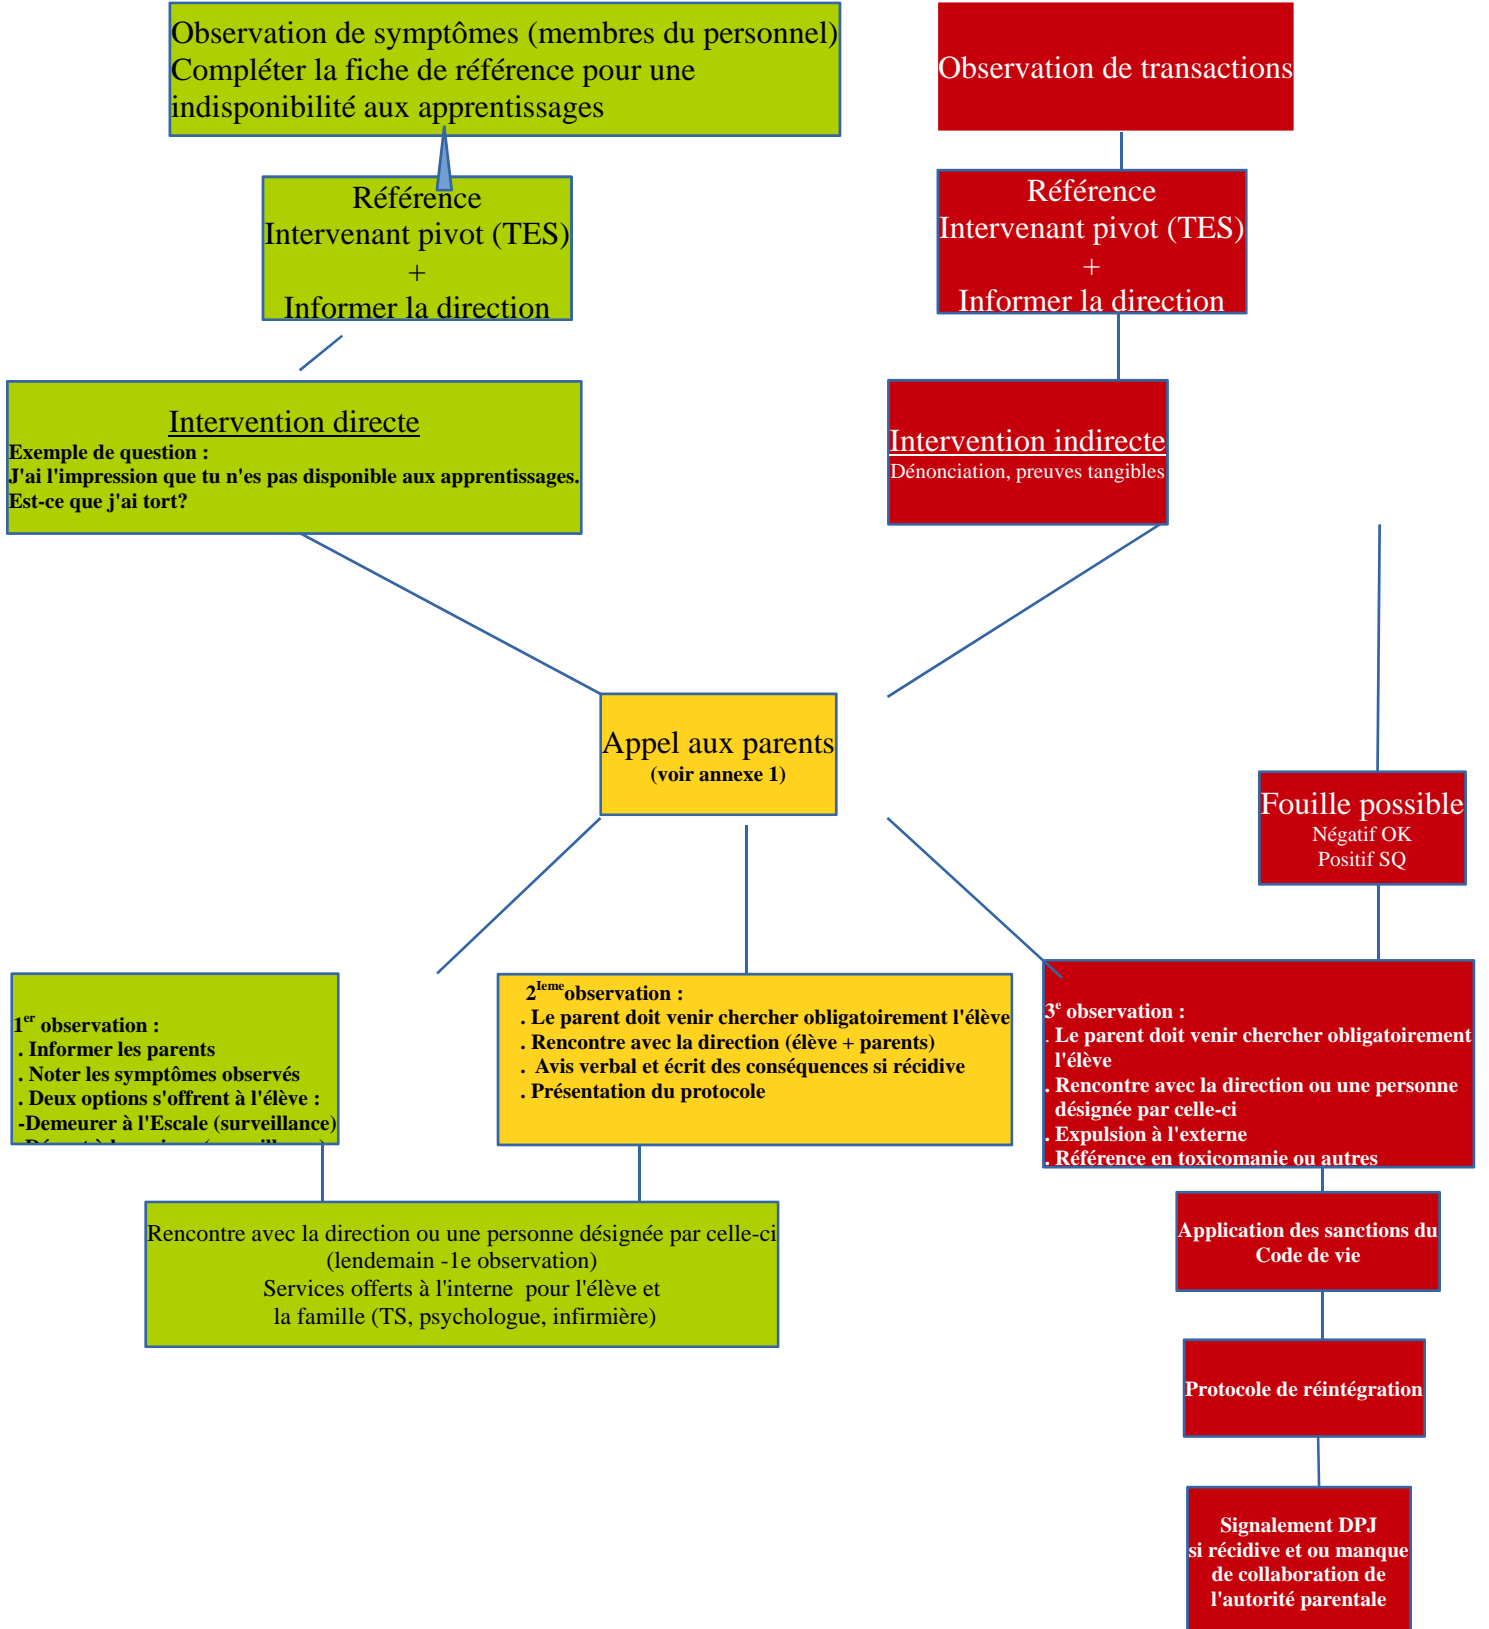 Observation de symptômes (membres du personnel)
Compléter la fiche de référence pour une
indisponibilité aux apprentissages
Observation de transactions
Référence
Intervenant pivot (TES)
+
Informer la direction
Référence
Intervenant pivot (TES)
+
Informer la direction
Intervention directe
Exemple de question :
J'ai l'impression que tu n'es pas disponible aux apprentissages.
Est-ce que j'ai tort?
Intervention indirecte
Dénonciation, preuves tangibles
Appel aux parents
(voir annexe 1)
Fouille possible
Négatif OK
Positif SQ
1er observation :
. Informer les parents
. Noter les symptômes observés
. Deux options s'offrent à l'élève :
-Demeurer à l'Escale (surveillance)
2Ieme observation :
. Le parent doit venir chercher obligatoirement l'élève
. Rencontre avec la direction (élève + parents)
. Avis verbal et écrit des conséquences si récidive
. Présentation du protocole
3e observation :
. Le parent doit venir chercher obligatoirement
l'élève
. Rencontre avec la direction ou une personne
désignée par celle-ci
. Expulsion à l'externe
. Référence en toxicomanie ou autres
Rencontre avec la direction ou une personne désignée par celle-ci
(lendemain -1e observation)
Services offerts à l'interne pour l'élève et
la famille (TS, psychologue, infirmière)
Application des sanctions du
Code de vie
Protocole de réintégration
Signalement DPJ
si récidive et ou manque
de collaboration de
l'autorité parentale